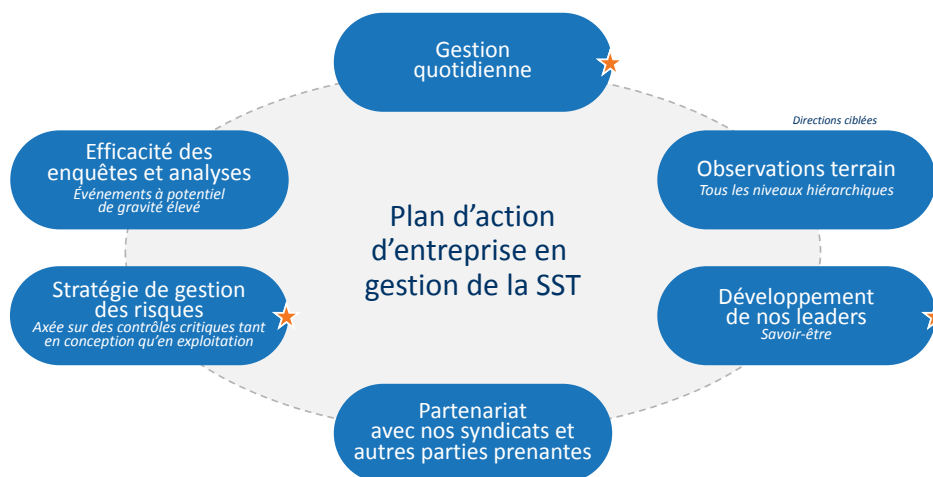 Gestion
quotidienne
Directions ciblées
Efficacité des
enquêtes et analyses
Événements à potentiel
de gravité élevé
Observations terrain
Tous les niveaux hiérarchiques
Plan d’action
d’entreprise en
gestion de la SST
Stratégie de gestion
des risques
Axée sur des contrôles critiques tant
en conception qu’en exploitation
Développement
de nos leaders
Savoir-être
Partenariat
avec nos syndicats et
autres parties prenantes